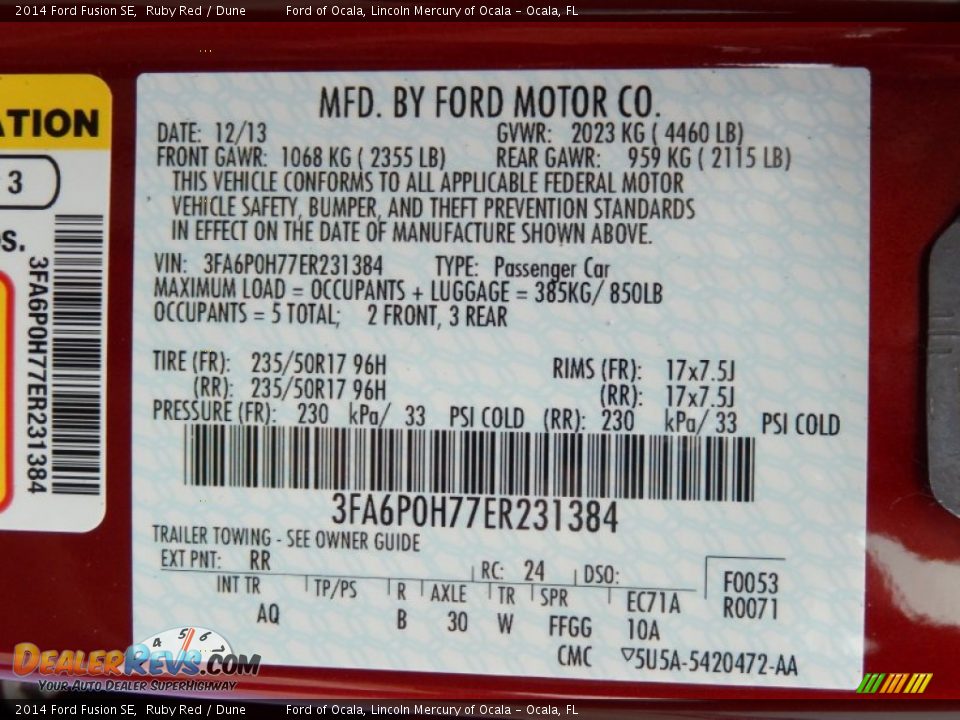 2014 Ford Fusion SE, Ruby Red / Dune Ford of Ocala, Lincoln Mercury of Ocala - Ocala, FL
ATION
3
S.
3FA6P0H77ER231384
MFD. BY FORD MOTOR CO.
DATE: 12/13 GVWR: 2023 KG ( 4460 LB)
FRONT GAWR: 1068 KG ( 2355 LB) REAR GAWR: 959 KG ( 2115 LB)
THIS VEHICLE CONFORMS TO ALL APPLICABLE FEDERAL MOTOR
VEHICLE SAFETY, BUMPER, AND THEFT PREVENTION STANDARDS
IN EFFECT ON THE DATE OF MANUFACTURE SHOWN ABOVE.
VIN: 3FA6P0H77ER231384 TYPE: Passenger Car
MAXIMUM LOAD = OCCUPANTS + LUGGAGE = 385KG/ 850LB
OCCUPANTS = 5 TOTAL; 2 FRONT, 3 REAR
TIRE (FR): 235/50R17 96H RIMS (FR): 17x7.5J
(RR): 235/50R17 96H (RR): 17x7.5J
PRESSURE (FR): 230 kPa/ 33 PSI COLD (RR): 230 kPa/ 33 PSI COLD
3FA6P0H77ER231384
TRAILER TOWING - SEE OWNER GUIDE
EXT PNT: RR RC: 24 DSO: F0053
INT TR TP/PS R AXLE TR SPR EC71A R0071
AQ B 30 W FFGG 10A
CMC 5U5A-5420472-AA
4 5 6 7
DEALERREVS.COM
YOUR AUTO DEALER SUPERHIGHWAY
2014 Ford Fusion SE, Ruby Red / Dune Ford of Ocala, Lincoln Mercury of Ocala - Ocala, FL